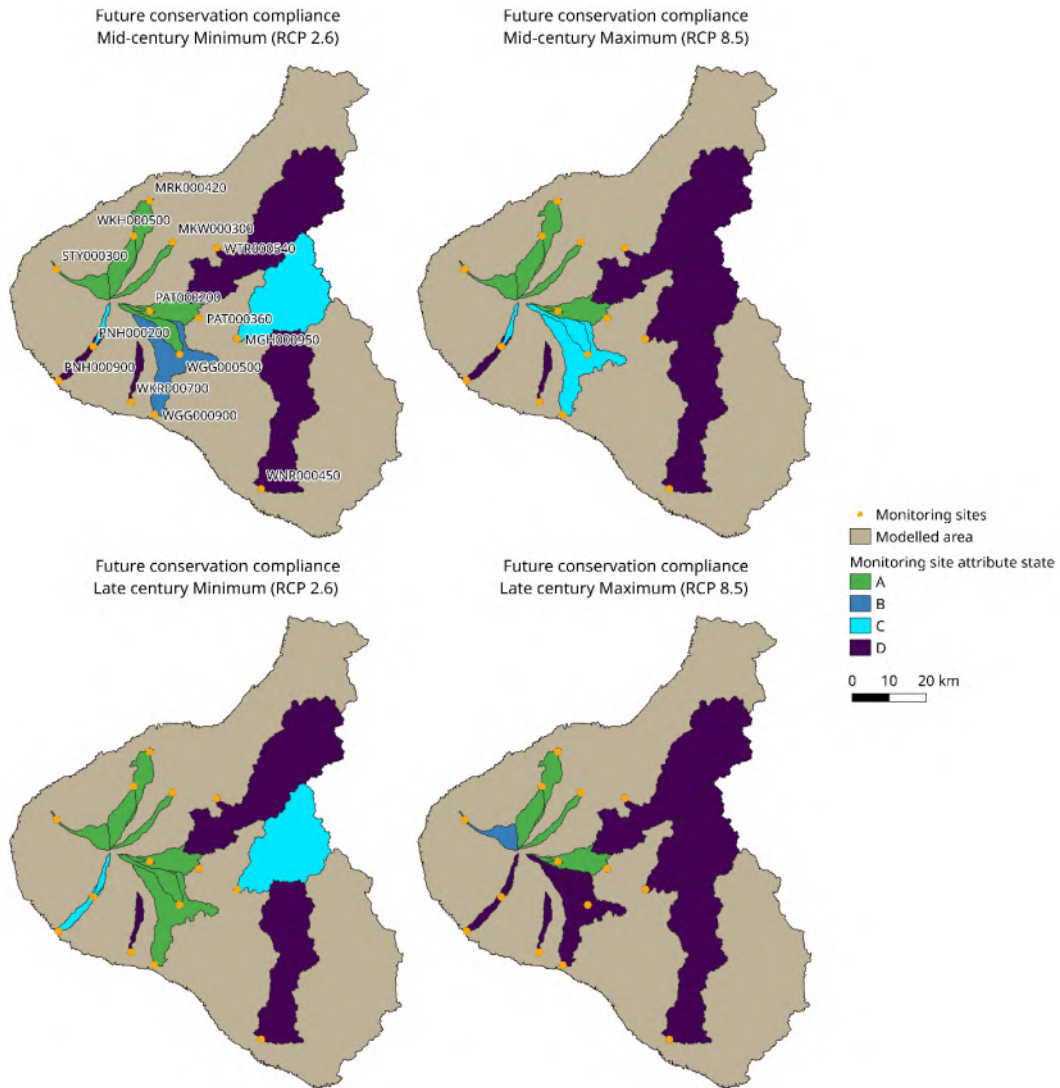 Future conservation compliance
Mid-century Minimum (RCP 2.6)
Future conservation compliance
Mid-century Maximum (RCP 8.5)
MRK000420
WKH000500
MKW000300
WTR000540
STY000300
PAT000200
PAT000360
PNH000200
MGH000950
PNH000900
WGG000500
WKR000700
WGG000900
WNR000450
Monitoring sites
Modelled area
Monitoring site attribute state
A
B
C
D
0 10 20 km
Future conservation compliance
Late century Minimum (RCP 2.6)
Future conservation compliance
Late century Maximum (RCP 8.5)